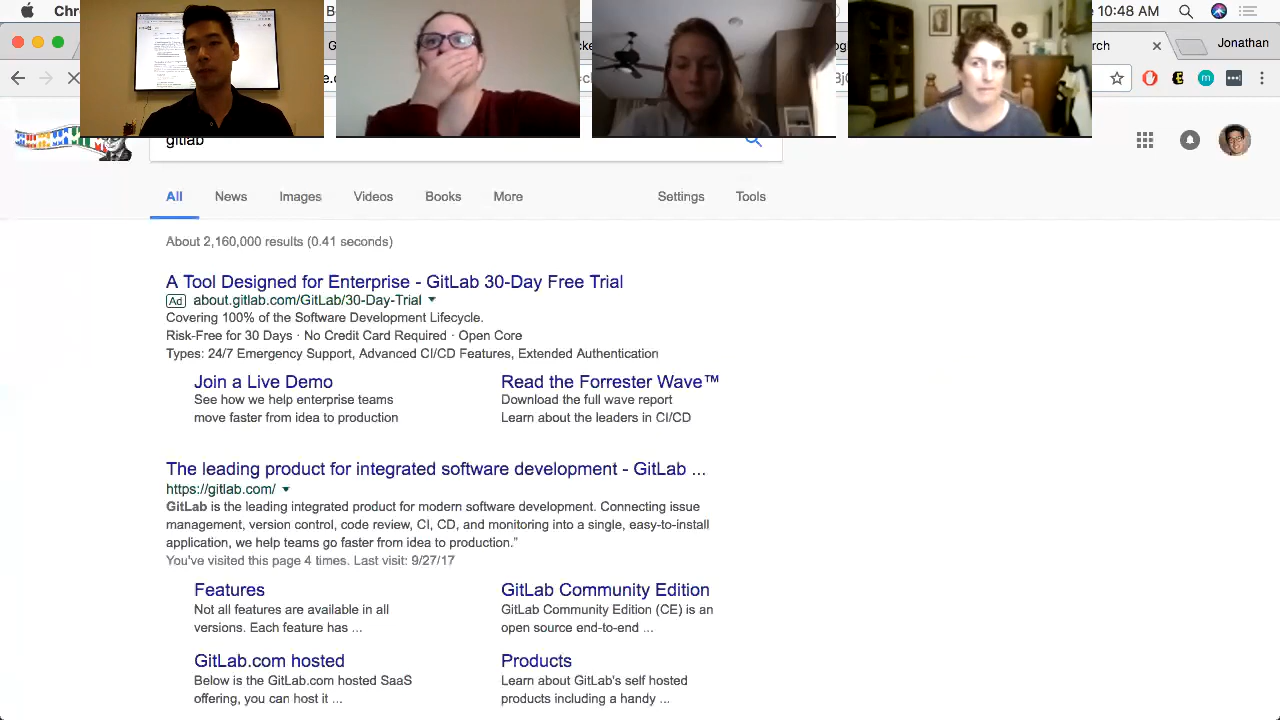 Chr
10:48 AM
arch
nathan
gitlab
All News Images Videos Books More Settings Tools
About 2,160,000 results (0.41 seconds)
A Tool Designed for Enterprise - GitLab 30-Day Free Trial
Ad about.gitlab.com/GitLab/30-Day-Trial
Covering 100% of the Software Development Lifecycle.
Risk-Free for 30 Days · No Credit Card Required · Open Core
Types: 24/7 Emergency Support, Advanced CI/CD Features, Extended Authentication
Join a Live Demo Read the Forrester Wave™
See how we help enterprise teams Download the full wave report
move faster from idea to production Learn about the leaders in CI/CD
The leading product for integrated software development - GitLab ...
https://gitlab.com/
GitLab is the leading integrated product for modern software development. Connecting issue
management, version control, code review, CI, CD, and monitoring into a single, easy-to-install
application, we help teams go faster from idea to production."
You've visited this page 4 times. Last visit: 9/27/17
Features GitLab Community Edition
Not all features are available in all GitLab Community Edition (CE) is an
versions. Each feature has ... open source end-to-end ...
GitLab.com hosted Products
Below is the GitLab.com hosted SaaS Learn about GitLab's self hosted
offering, you can host it ... products including a handy ...